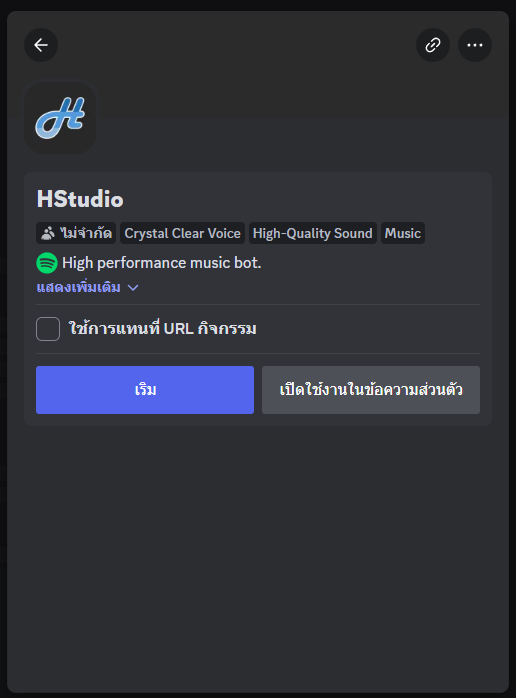 HStudio
ไม่จำกัด Crystal Clear Voice High-Quality Sound Music
High performance music bot.
แสดงเพิ่มเติม
ใช้การแทนที่ URL กิจกรรม
เริ่ม เปิดใช้งานในข้อความส่วนตัว